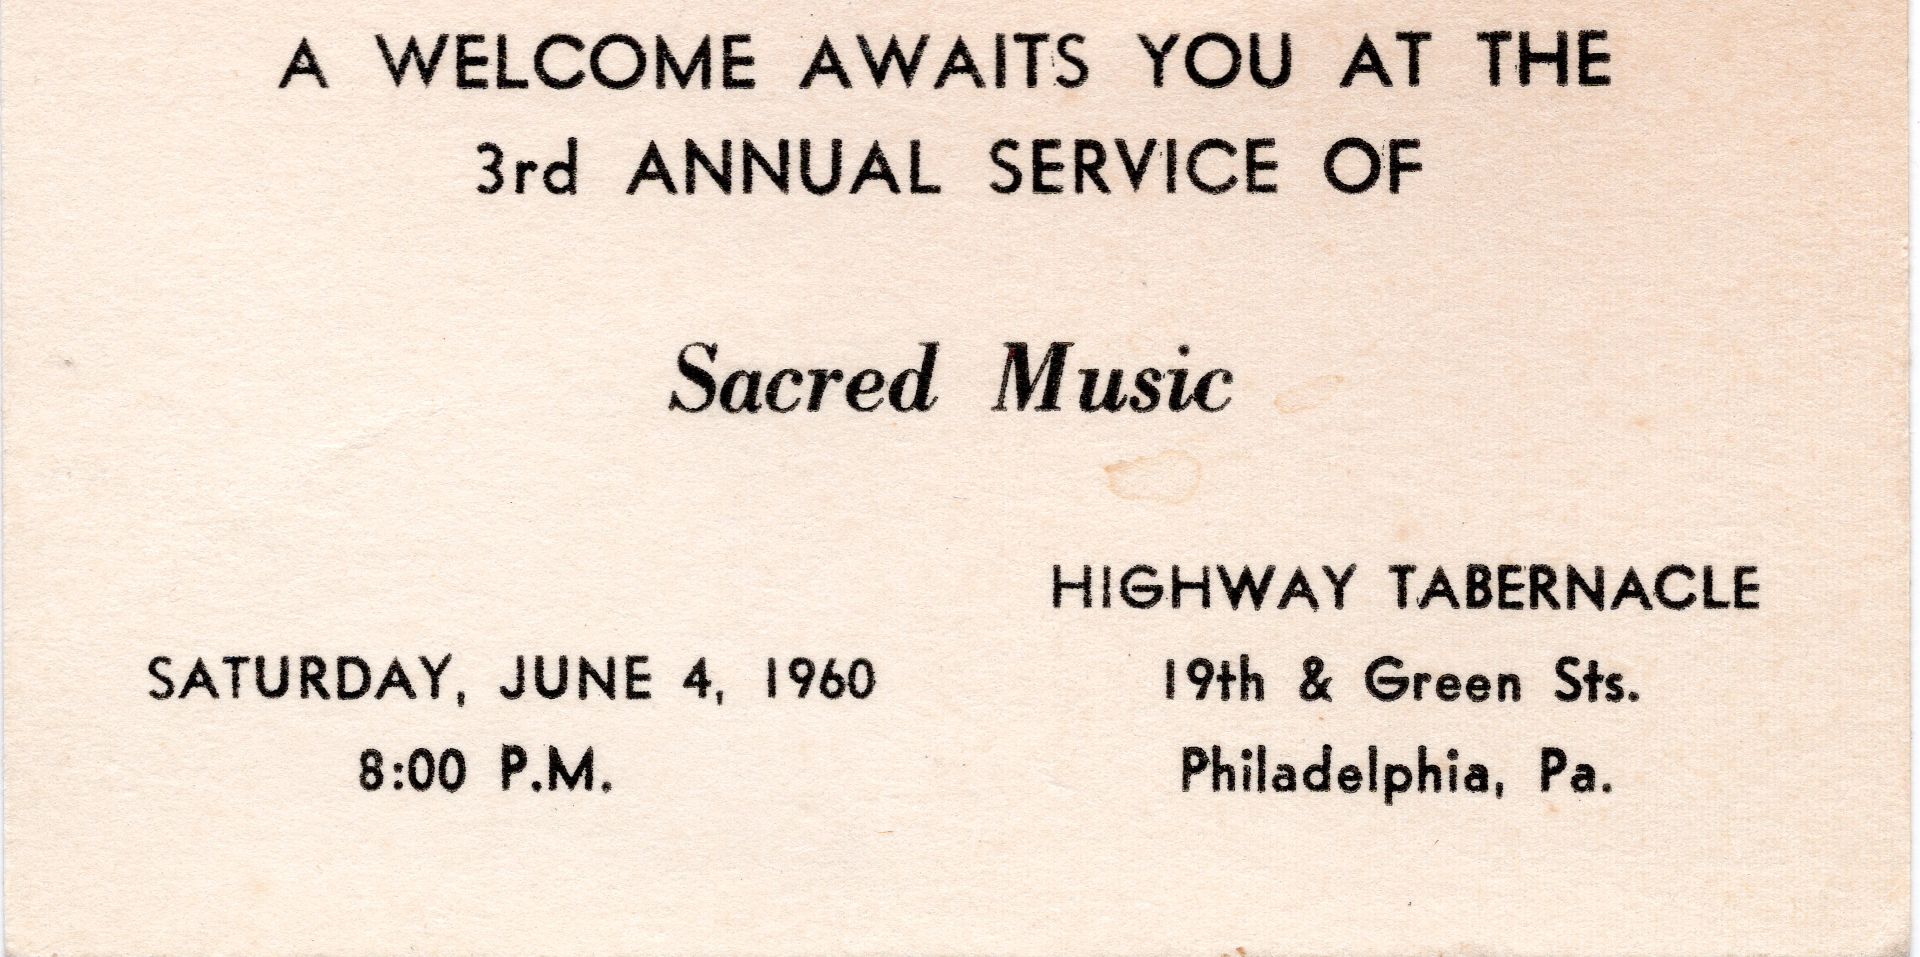 A WELCOME AWAITS YOU AT THE
3rd ANNUAL SERVICE OF
Sacred Music
SATURDAY, JUNE 4, 1960
8:00 P.M.
HIGHWAY TABERNACLE
19th & Green Sts.
Philadelphia, Pa.